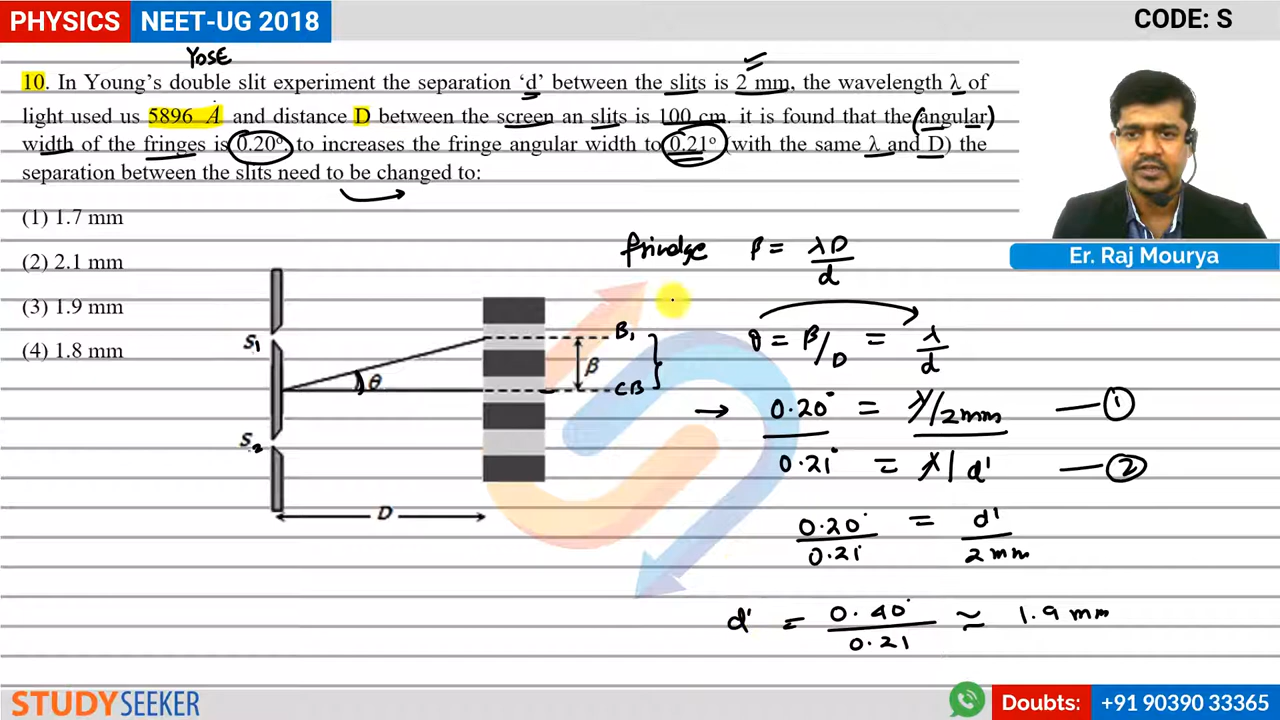 PHYSICS NEET-UG 2018
CODE: S
YDSE
10. In Young's double slit experiment the separation 'd' between the slits is 2 mm, the wavelength λ of
light used us 5896 Å and distance D between the screen an slits is 100 cm. it is found that the (angular)
width of the fringes is 0.20°. to increases the fringe angular width to 0.21° (with the same λ and D) the
separation between the slits need to be changed to:
(1) 1.7 mm
(2) 2.1 mm
(3) 1.9 mm
(4) 1.8 mm
Er. Raj Mourya
S1
S2
θ
D
β
B1
CB
frindge β = λD/d
θ = β/D = λ/d
→ 0.20° = λ/2mm — 1
0.21° = λ/d' — 2
0.20°/0.21 = d'/2mm
d' = 0.40°/0.21 ≈ 1.9 mm
STUDY SEEKER
Doubts: +91 90390 33365